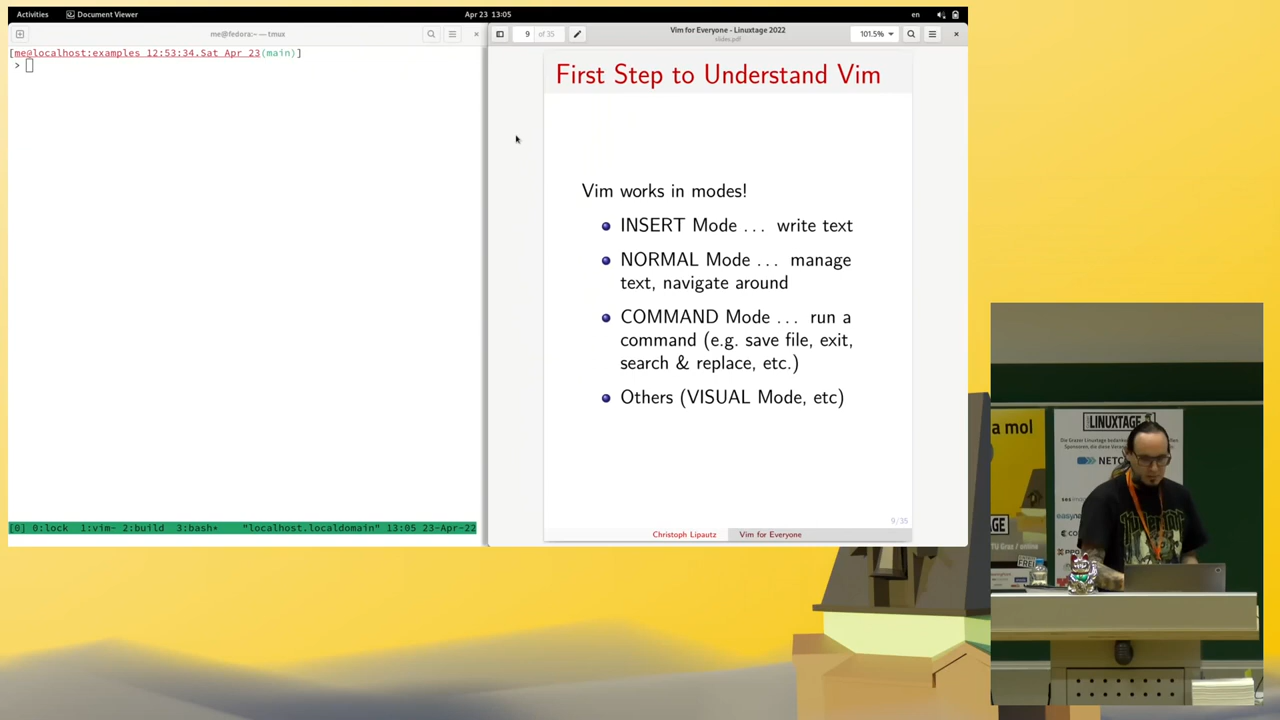 Activities
Document Viewer
Apr 23 13:05
en
me@fedora:~ — tmux
[me@localhost:examples 12:53:34.Sat Apr 23(main)]
>
[0] 0:lock 1:vim- 2:build 3:bash* "localhost.localdomain" 13:05 23-Apr-22
9 of 35
Vim for Everyone - Linuxtage 2022
slides.pdf
101.5%
First Step to Understand Vim
Vim works in modes!
INSERT Mode . . . write text
NORMAL Mode . . . manage
text, navigate around
COMMAND Mode . . . run a
command (e.g. save file, exit,
search & replace, etc.)
Others (VISUAL Mode, etc)
9/35
Christoph Lipautz
Vim for Everyone
a mol
LINUXTAGE
NETC